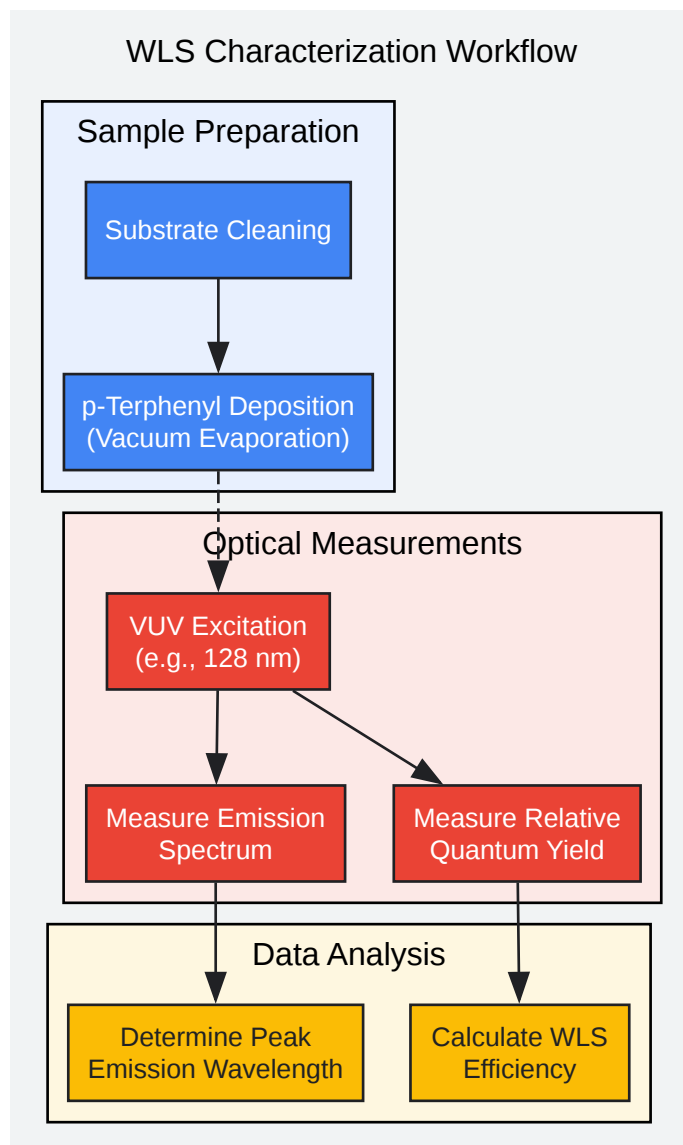 WLS Characterization Workflow
Sample Preparation
Substrate Cleaning
p-Terphenyl Deposition
(Vacuum Evaporation)
Optical Measurements
VUV Excitation
(e.g., 128 nm)
Measure Emission
Spectrum
Measure Relative
Quantum Yield
Data Analysis
Determine Peak
Emission Wavelength
Calculate WLS
Efficiency